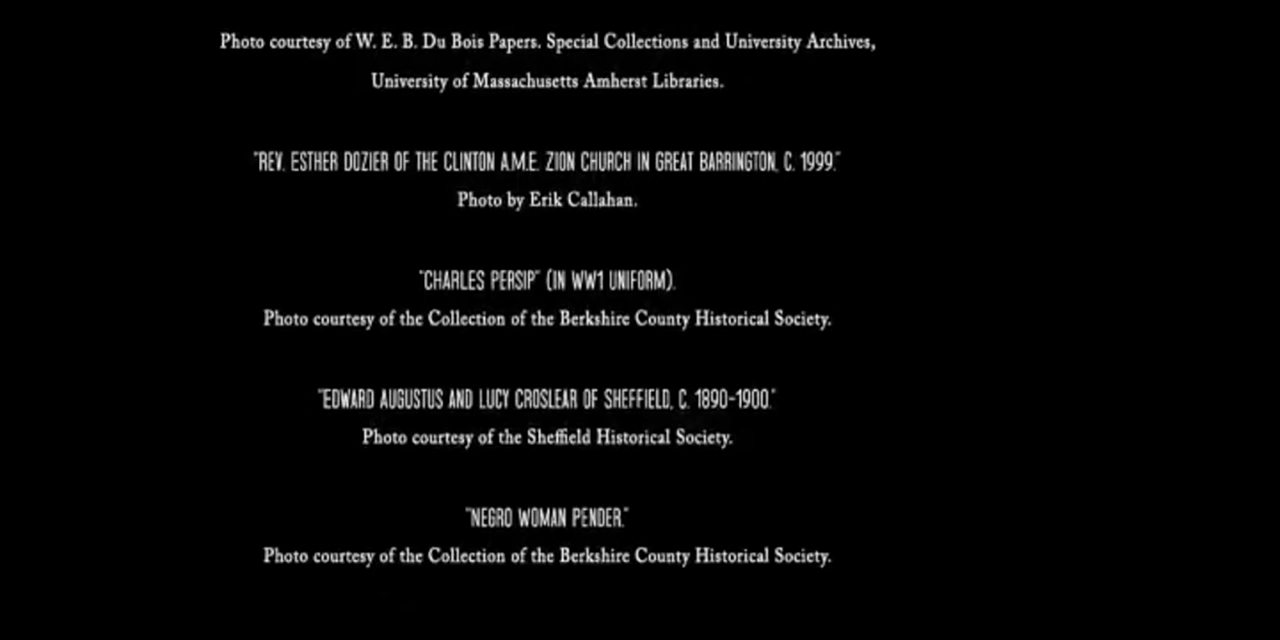 Photo courtesy of W. E. B. Du Bois Papers. Special Collections and University Archives,
University of Massachusetts Amherst Libraries.
"REV. ESTHER DOZIER OF THE CLINTON A.M.E. ZION CHURCH IN GREAT BARRINGTON, C. 1999."
Photo by Erik Callahan.
"CHARLES PERSIP" (IN WW1 UNIFORM).
Photo courtesy of the Collection of the Berkshire County Historical Society.
"EDWARD AUGUSTUS AND LUCY CROSLEAR OF SHEFFIELD, C. 1890-1900."
Photo courtesy of the Sheffield Historical Society.
"NEGRO WOMAN PENDER."
Photo courtesy of the Collection of the Berkshire County Historical Society.